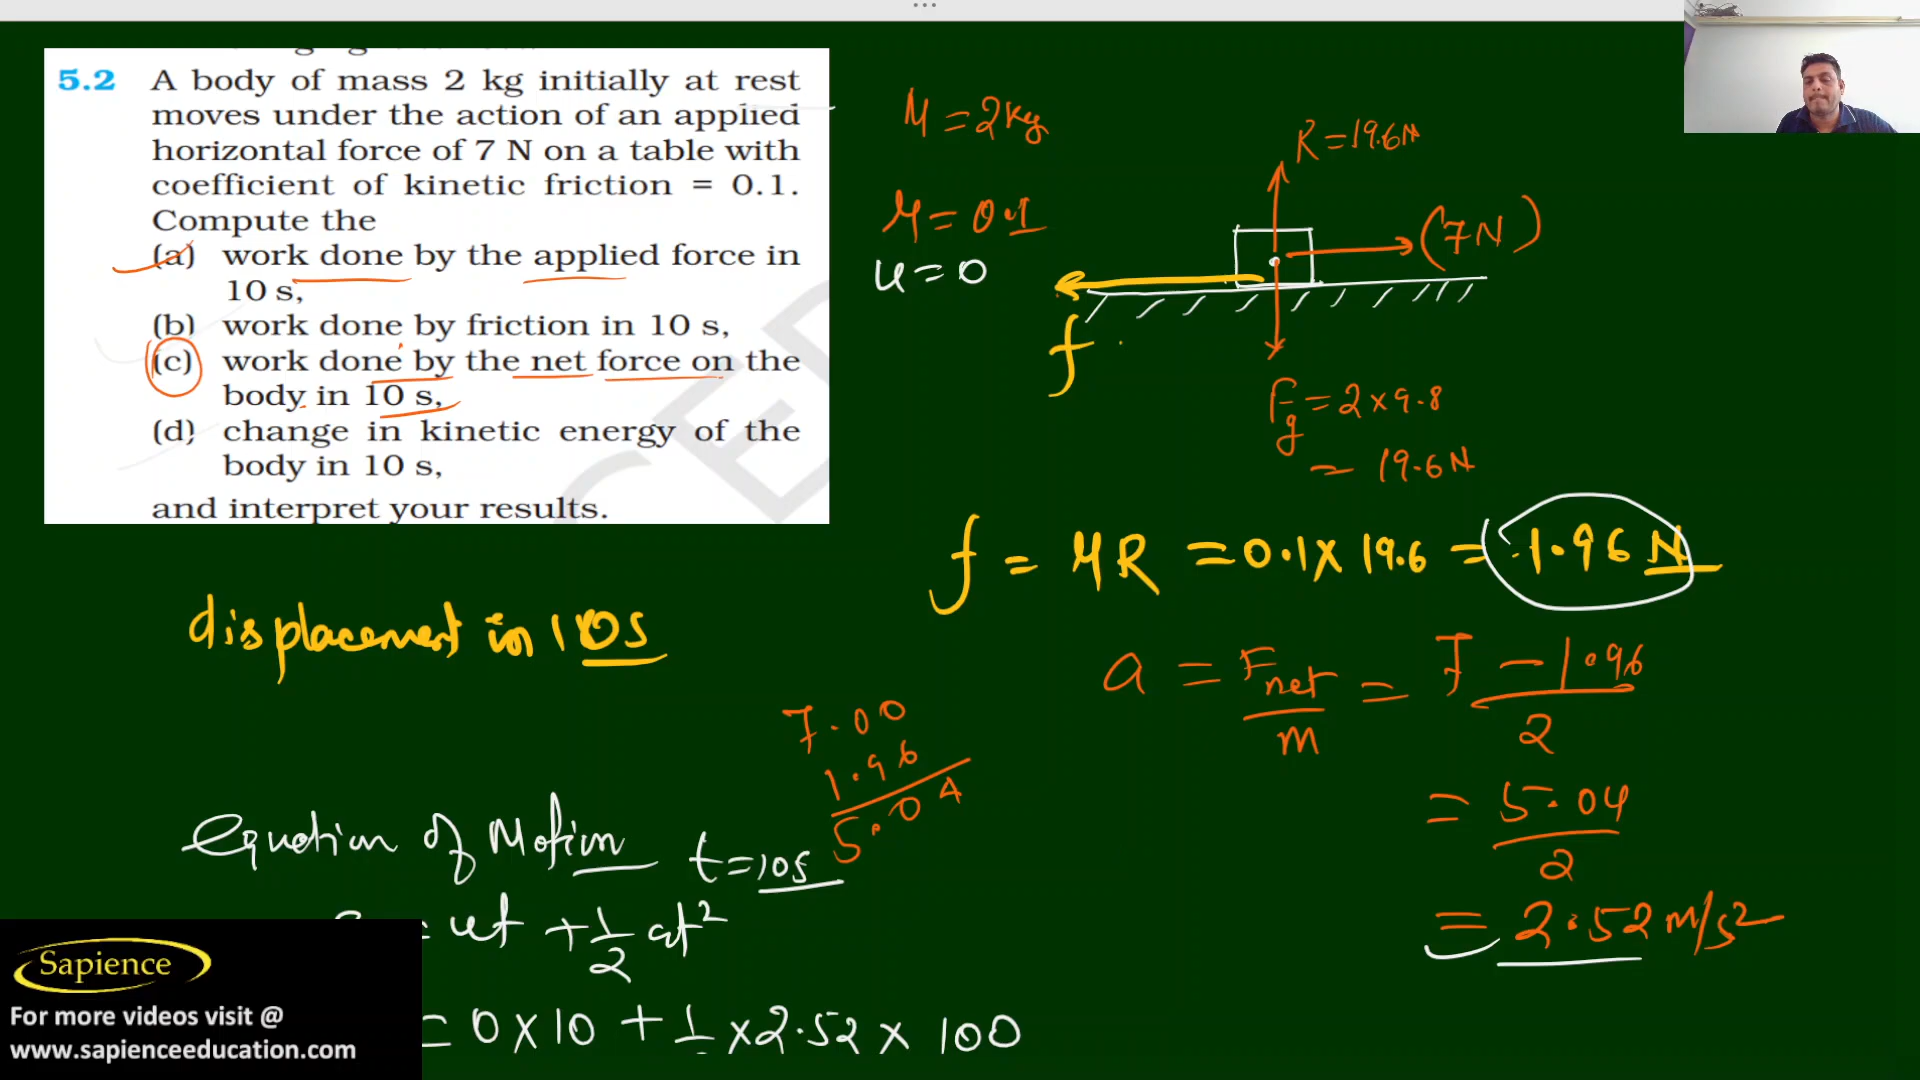 5.2 A body of mass 2 kg initially at rest
moves under the action of an applied
horizontal force of 7 N on a table with
coefficient of kinetic friction = 0.1.
Compute the
(a) work done by the applied force in
10 s,
(b) work done by friction in 10 s,
(c) work done by the net force on the
body in 10 s,
(d) change in kinetic energy of the
body in 10 s,
and interpret your results.
M = 2kg
μ = 0.1
u = 0
R = 19.6N
(7N)
f
Fg = 2 × 9.8
= 19.6N
f = μR = 0.1 × 19.6 = 1.96 N
displacement in 10s
a = Fnet/m = 7 - 1.96/2
= 5.04/2
= 2.52 m/s²
7.00
1.96
5.04
Equation of Motion t = 10s
= ut + 1/2 at²
= 0 × 10 + 1/ × 2.52 × 100
Sapience
For more videos visit @
www.sapienceeducation.com